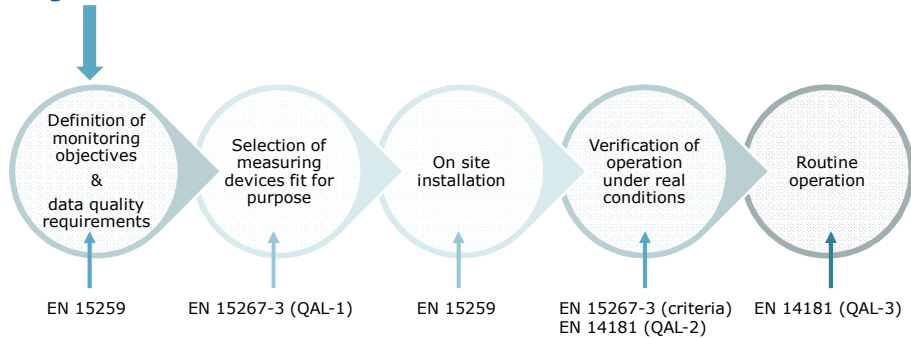 Definition of
monitoring
objectives
&
data quality
requirements
Selection of
measuring
devices fit for
purpose
On site
installation
Verification of
operation
under real
conditions
Routine
operation
EN 15259
EN 15267-3 (QAL-1)
EN 15259
EN 15267-3 (criteria)
EN 14181 (QAL-2)
EN 14181 (QAL-3)